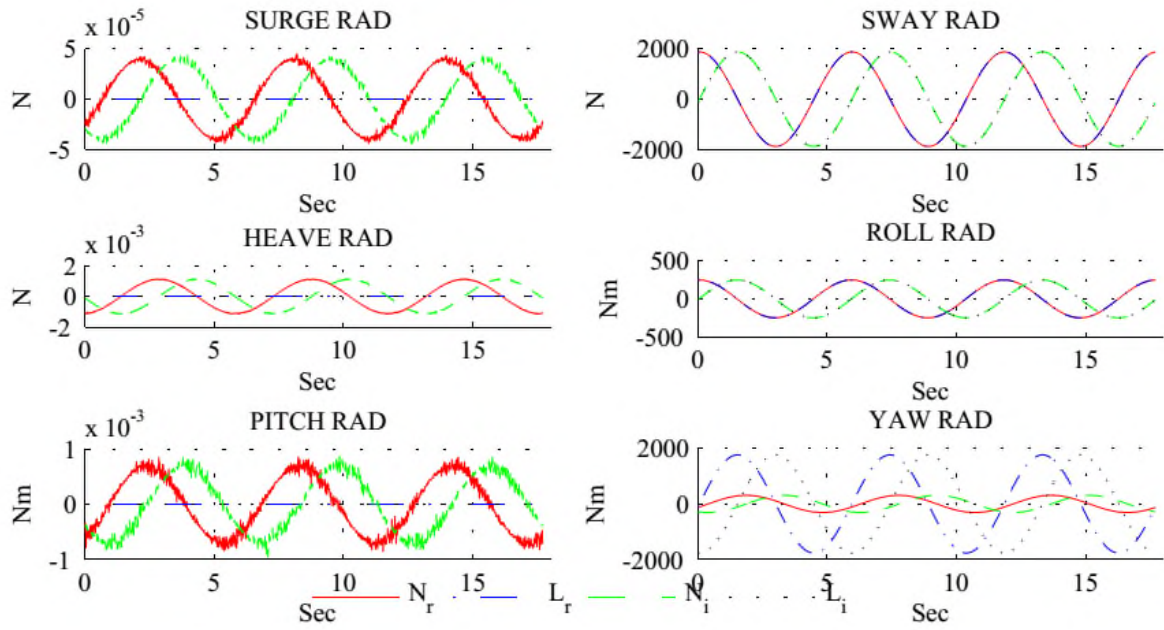 x 10^-5
SURGE RAD
5
0
-5
N
0 5 10 15
Sec
SWAY RAD
2000
0
-2000
N
0 5 10 15
Sec
x 10^-3
HEAVE RAD
2
0
-2
N
0 5 10 15
Sec
ROLL RAD
500
0
-500
Nm
0 5 10 15
Sec
x 10^-3
PITCH RAD
1
0
-1
Nm
0 5 10 15
Sec
YAW RAD
2000
0
-2000
Nm
0 5 10 15
Sec
N_r L_r N_i L_i